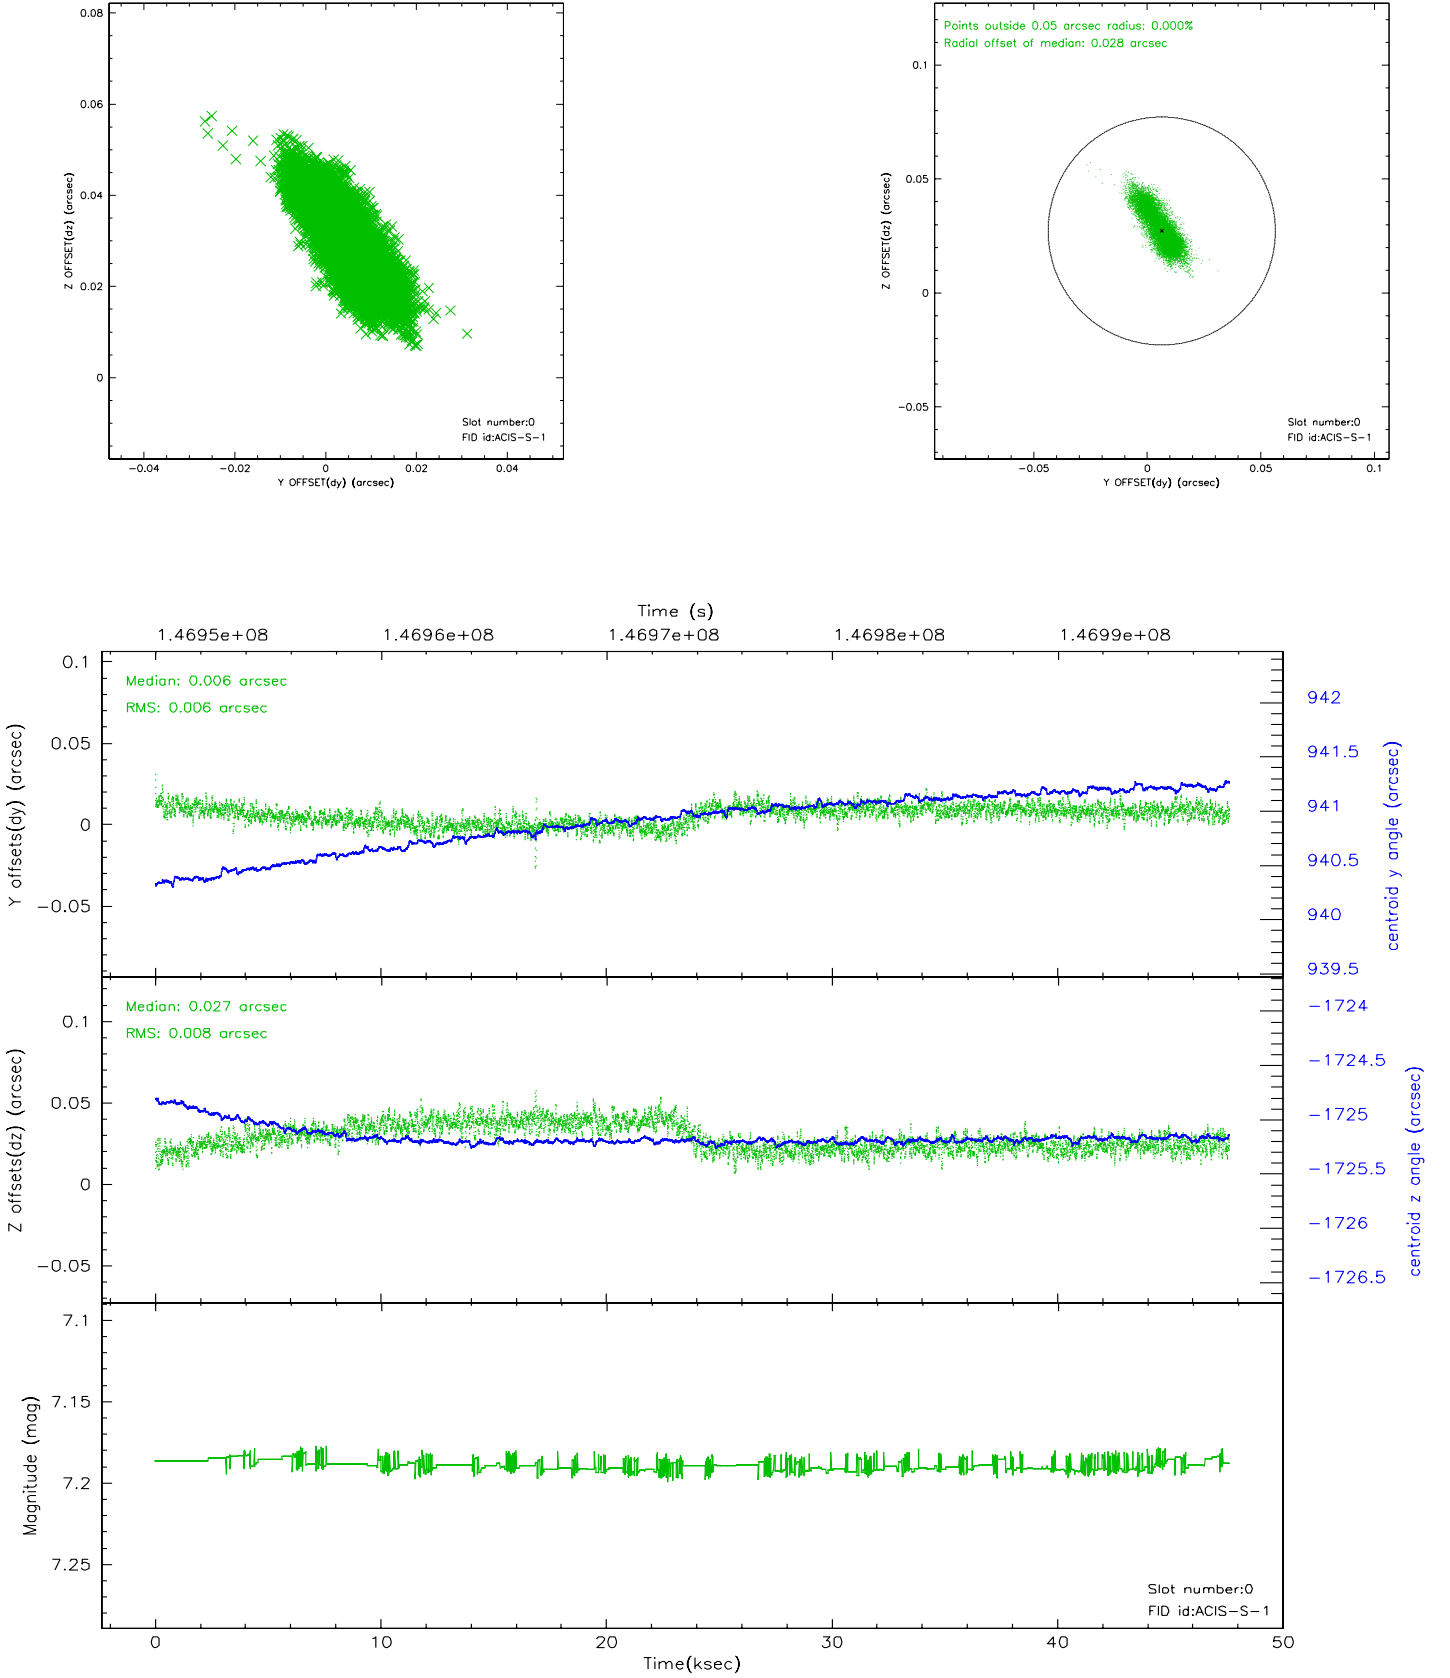 0.08
0.06
0.04
0.02
0
Z OFFSET(dz) (arcsec)
Slot number:0
FID id:ACIS-S-1
-0.04 -0.02 0 0.02 0.04
Y OFFSET(dy) (arcsec)
Points outside 0.05 arcsec radius: 0.000%
Radial offset of median: 0.028 arcsec
0.1
0.05
0
-0.05
Z OFFSET(dz) (arcsec)
Slot number:0
FID id:ACIS-S-1
-0.05 0 0.05 0.1
Y OFFSET(dy) (arcsec)
Time (s)
1.4695e+08 1.4696e+08 1.4697e+08 1.4698e+08 1.4699e+08
Median: 0.006 arcsec
RMS: 0.006 arcsec
0.1
0.05
0
-0.05
Y offsets(dy) (arcsec)
942
941.5
941
940.5
940
939.5
centroid y angle (arcsec)
Median: 0.027 arcsec
RMS: 0.008 arcsec
0.1
0.05
0
-0.05
Z offsets(dz) (arcsec)
-1724
-1724.5
-1725
-1725.5
-1726
-1726.5
centroid z angle (arcsec)
7.1
7.15
7.2
7.25
Magnitude (mag)
Slot number:0
FID id:ACIS-S-1
0 10 20 30 40 50
Time(ksec)